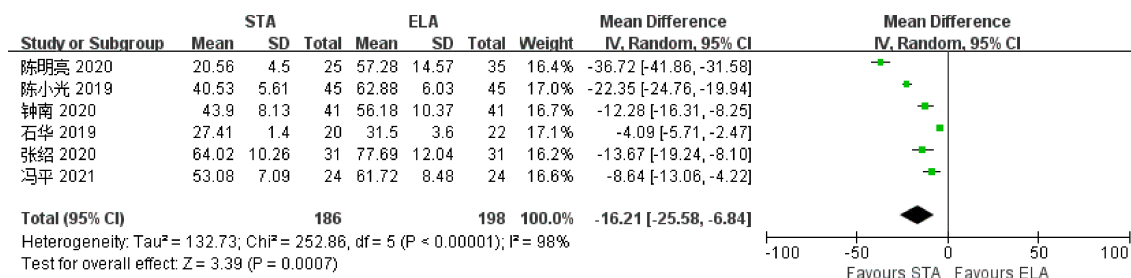 STA ELA Mean Difference Mean Difference
Study or Subgroup Mean SD Total Mean SD Total Weight IV, Random, 95% CI IV, Random, 95% CI
陈明亮 2020 20.56 4.5 25 57.28 14.57 35 16.4% -36.72 [-41.86, -31.58]
陈小光 2019 40.53 5.61 45 62.88 6.03 45 17.0% -22.35 [-24.76, -19.94]
钟南 2020 43.9 8.13 41 56.18 10.37 41 16.7% -12.28 [-16.31, -8.25]
石华 2019 27.41 1.4 20 31.5 3.6 22 17.1% -4.09 [-5.71, -2.47]
张绍 2020 64.02 10.26 31 77.69 12.04 31 16.2% -13.67 [-19.24, -8.10]
冯平 2021 53.08 7.09 24 61.72 8.48 24 16.6% -8.64 [-13.06, -4.22]
Total (95% CI) 186 198 100.0% -16.21 [-25.58, -6.84]
Heterogeneity: Tau² = 132.73; Chi² = 252.86, df = 5 (P < 0.00001); I² = 98%
Test for overall effect: Z = 3.39 (P = 0.0007)
-100 -50 0 50 100
Favours STA Favours ELA